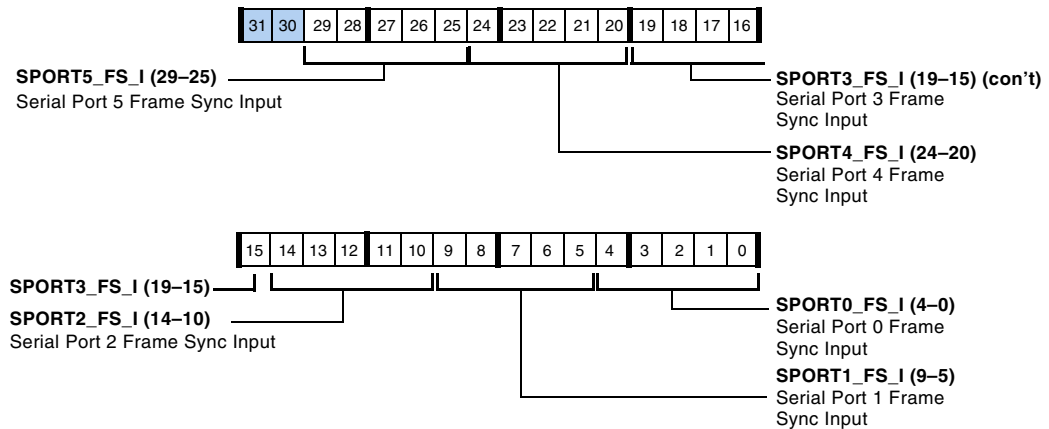 31 30 29 28 27 26 25 24 23 22 21 20 19 18 17 16
SPORT5_FS_I (29–25)
Serial Port 5 Frame Sync Input
SPORT3_FS_I (19–15) (con't)
Serial Port 3 Frame
Sync Input
SPORT4_FS_I (24–20)
Serial Port 4 Frame
Sync Input
15 14 13 12 11 10 9 8 7 6 5 4 3 2 1 0
SPORT3_FS_I (19–15)
SPORT2_FS_I (14–10)
Serial Port 2 Frame Sync Input
SPORT0_FS_I (4–0)
Serial Port 0 Frame
Sync Input
SPORT1_FS_I (9–5)
Serial Port 1 Frame
Sync Input